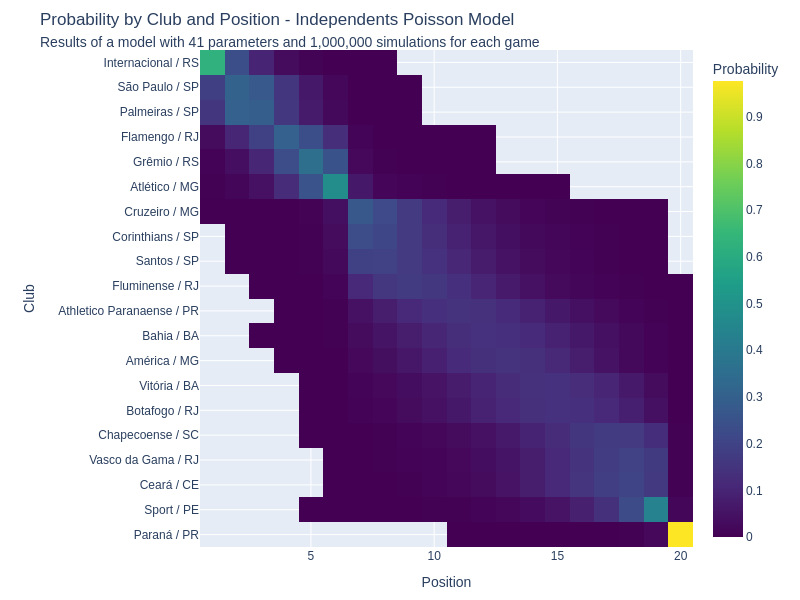 Probability by Club and Position - Independents Poisson Model
Results of a model with 41 parameters and 1,000,000 simulations for each game
Probability
Internacional / RS
São Paulo / SP
Palmeiras / SP
Flamengo / RJ
Grêmio / RS
Atlético / MG
Cruzeiro / MG
Corinthians / SP
Santos / SP
Fluminense / RJ
Athletico Paranaense / PR
Bahia / BA
América / MG
Vitória / BA
Botafogo / RJ
Chapecoense / SC
Vasco da Gama / RJ
Ceará / CE
Sport / PE
Paraná / PR
Club
5
10
15
20
Position
0.9
0.8
0.7
0.6
0.5
0.4
0.3
0.2
0.1
0